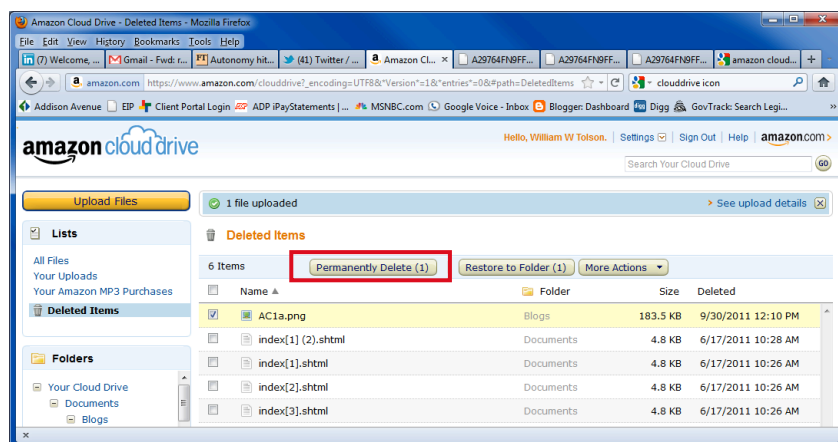 Amazon Cloud Drive - Deleted Items - Mozilla Firefox
File Edit View History Bookmarks Tools Help
(7) Welcome, ... Gmail - Fwd: r... Autonomy hit... (41) Twitter / ... Amazon Cl... × A29764FN9FF... A29764FN9FF... A29764FN9FF... amazon cloud... +
amazon.com https://www.amazon.com/clouddrive?_encoding=UTF8&*Version*=1&*entries*=0&#path=DeletedItems clouddrive icon
Addison Avenue EIP Client Portal Login ADP iPayStatements | ... MSNBC.com Google Voice - Inbox Blogger: Dashboard Digg GovTrack: Search Legi... »
amazon cloud drive
Hello, William W Tolson. | Settings | Sign Out | Help | amazon.com >
Search Your Cloud Drive GO
Upload Files
1 file uploaded
> See upload details X
Lists
All Files
Your Uploads
Your Amazon MP3 Purchases
Deleted Items
Folders
Your Cloud Drive
Documents
Blogs
Deleted Items
6 Items Permanently Delete (1) Restore to Folder (1) More Actions
Name Folder Size Deleted
AC1a.png Blogs 183.5 KB 9/30/2011 12:10 PM
index[1] (2).shtml Documents 4.8 KB 6/17/2011 10:28 AM
index[1].shtml Documents 4.8 KB 6/17/2011 10:26 AM
index[2].shtml Documents 4.8 KB 6/17/2011 10:26 AM
index[3].shtml Documents 4.8 KB 6/17/2011 10:26 AM
×